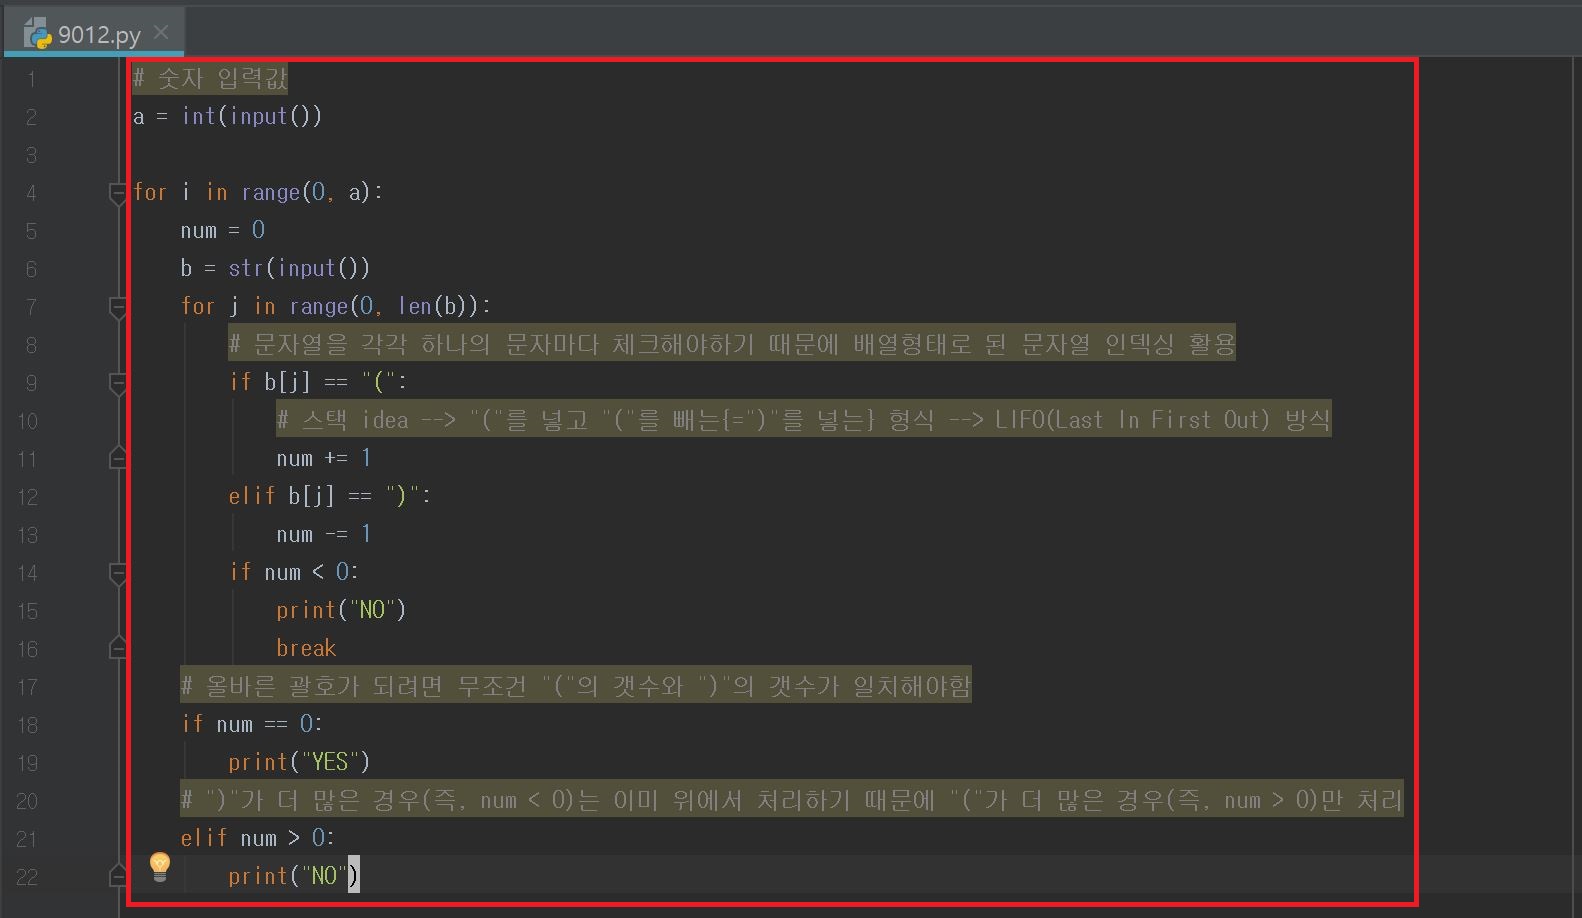 9012.py
1 # 숫자 입력값
2 a = int(input())
3
4 for i in range(0, a):
5     num = 0
6     b = str(input())
7     for j in range(0, len(b)):
8         # 문자열을 각각 하나의 문자마다 체크해야하기 때문에 배열형태로 된 문자열 인덱싱 활용
9         if b[j] == "(":
10             # 스택 idea --> "("를 넣고 "("를 빼는{=")"를 넣는} 형식 --> LIFO(Last In First Out) 방식
11             num += 1
12         elif b[j] == ")":
13             num -= 1
14         if num < 0:
15             print("NO")
16             break
17     # 올바른 괄호가 되려면 무조건 "("의 갯수와 ")"의 갯수가 일치해야함
18     if num == 0:
19         print("YES")
20     # ")"가 더 많은 경우(즉, num < 0)는 이미 위에서 처리하기 때문에 "("가 더 많은 경우(즉, num > 0)만 처리
21     elif num > 0:
22         print("NO")